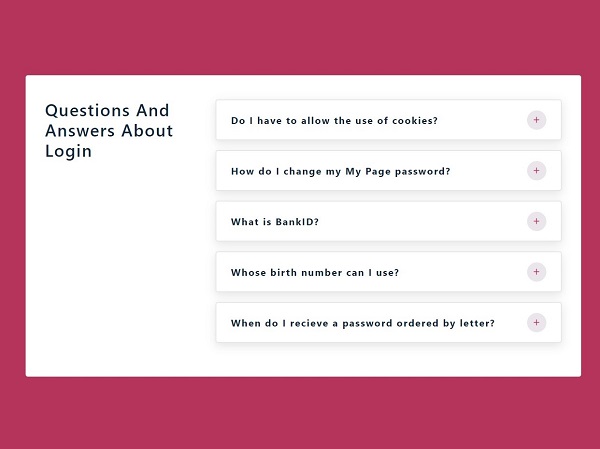 Questions And
Answers About
Login
Do I have to allow the use of cookies?
+
How do I change my My Page password?
+
What is BankID?
+
Whose birth number can I use?
+
When do I recieve a password ordered by letter?
+